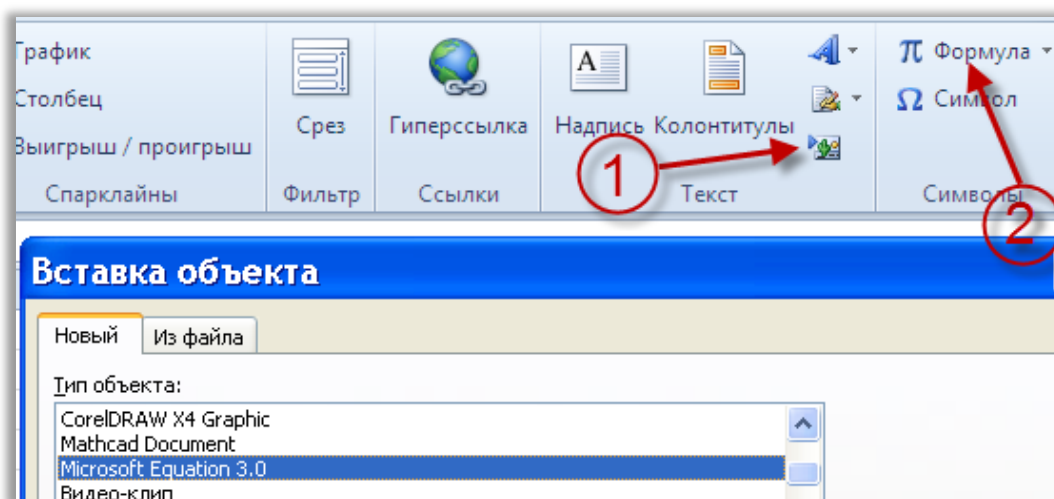 График
Столбец
Выигрыш / проигрыш
Спарклайны
Срез
Фильтр
Гиперссылка
Ссылки
A
Надпись
Колонтитулы
A
1
Текст
π Формула
Ω Символ
Символы
2
Вставка объекта
Новый
Из файла
Тип объекта:
CorelDRAW X4 Graphic
Mathcad Document
Microsoft Equation 3.0
Видео-клип